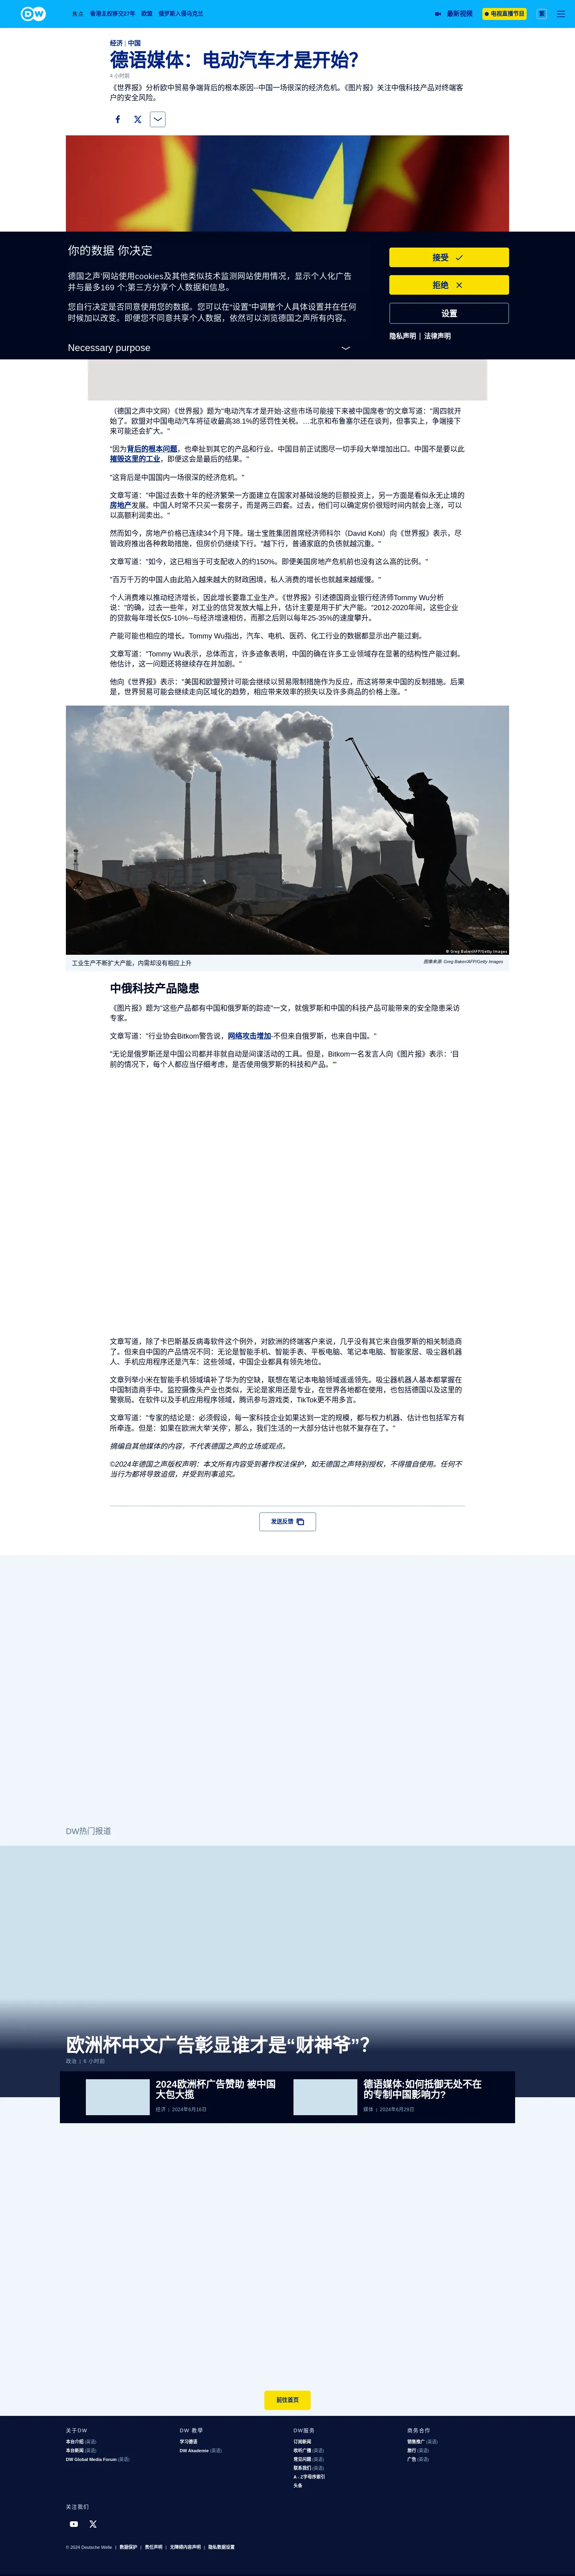 DW
热点 香港主权移交27年 欧盟 俄罗斯入侵乌克兰 最新视频 电视直播节目 繁
经济 | 中国
德语媒体：电动汽车才是开始？
4 小时前
《世界报》分析欧中贸易争端背后的根本原因--中国一场很深的经济危机。《图片报》关注中俄科技产品对终端客
户的安全风险。
你的数据 你决定
德国之声'网站使用cookies及其他类似技术监测网站使用情况，显示个人化广告
并与最多169 个;第三方分享个人数据和信息。
您自行决定是否同意使用您的数据。您可以在“设置”中调整个人具体设置并在任何
时候加以改变。即便您不同意共享个人数据，依然可以浏览德国之声所有内容。
Necessary purpose
接受
拒绝
设置
隐私声明 | 法律声明
（德国之声中文网）《世界报》题为"电动汽车才是开始-这些市场可能接下来被中国席卷"的文章写道："周四就开
始了。欧盟对中国电动汽车将征收最高38.1%的惩罚性关税。…北京和布鲁塞尔还在谈判，但事实上，争端接下
来可能还会扩大。"
"因为背后的根本问题，也牵扯到其它的产品和行业。中国目前正试图尽一切手段大举增加出口。中国不是要以此
摧毁这里的工业，即便这会是最后的结果。"
"这背后是中国国内一场很深的经济危机。"
文章写道："中国过去数十年的经济繁荣一方面建立在国家对基础设施的巨额投资上，另一方面是看似永无止境的
房地产发展。中国人时常不只买一套房子，而是两三四套。过去，他们可以确定房价很短时间内就会上涨，可以
以高额利润卖出。"
然而如今，房地产价格已连续34个月下降。瑞士宝胜集团首席经济师科尔（David Kohl）向《世界报》表示，尽
管政府推出各种救助措施，但房价仍继续下行。"越下行，普通家庭的负债就越沉重。"
文章写道："如今，这已相当于可支配收入的约150%。即便美国房地产危机前也没有这么高的比例。"
"百万千万的中国人由此陷入越来越大的财政困境，私人消费的增长也就越来越缓慢。"
个人消费难以推动经济增长，因此增长要靠工业生产。《世界报》引述德国商业银行经济师Tommy Wu分析
说："的确，过去一些年，对工业的信贷发放大幅上升，估计主要是用于扩大产能。"2012-2020年间，这些企业
的贷款每年增长仅5-10%--与经济增速相仿，而那之后则以每年25-35%的速度攀升。
产能可能也相应的增长。Tommy Wu指出，汽车、电机、医药、化工行业的数据都显示出产能过剩。
文章写道："Tommy Wu表示，总体而言，许多迹象表明，中国的确在许多工业领域存在显著的结构性产能过剩。
他估计，这一问题还将继续存在并加剧。"
他向《世界报》表示："美国和欧盟预计可能会继续以贸易限制措施作为反应，而这将带来中国的反制措施。后果
是，世界贸易可能会继续走向区域化的趋势，相应带来效率的损失以及许多商品的价格上涨。"
© Greg Baker/AFP/Getty Images
工业生产不断扩大产能，内需却没有相应上升 图像来源: Greg Baker/AFP/Getty Images
中俄科技产品隐患
《图片报》题为"这些产品都有中国和俄罗斯的踪迹"一文，就俄罗斯和中国的科技产品可能带来的安全隐患采访
专家。
文章写道："行业协会Bitkom警告说，网络攻击增加-不但来自俄罗斯，也来自中国。"
"无论是俄罗斯还是中国公司都并非就自动是间谍活动的工具。但是，Bitkom一名发言人向《图片报》表示：'目
前的情况下，每个人都应当仔细考虑，是否使用俄罗斯的科技和产品。'"
文章写道，除了卡巴斯基反病毒软件这个例外，对欧洲的终端客户来说，几乎没有其它来自俄罗斯的相关制造商
了。但来自中国的产品情况不同：无论是智能手机、智能手表、平板电脑、笔记本电脑、智能家居、吸尘器机器
人、手机应用程序还是汽车：这些领域，中国企业都具有领先地位。
文章列举小米在智能手机领域填补了华为的空缺，联想在笔记本电脑领域遥遥领先。吸尘器机器人基本都掌握在
中国制造商手中。监控摄像头产业也类似，无论是家用还是专业，在世界各地都在使用，也包括德国以及这里的
警察局。在软件以及手机应用程序领域，腾讯参与游戏类，TikTok更不用多言。
文章写道："专家的结论是：必须假设，每一家科技企业如果达到一定的规模，都与权力机器、估计也包括军方有
所牵连。但是：如果在欧洲大举'关停'，那么，我们生活的一大部分估计也就不复存在了。"
摘编自其他媒体的内容，不代表德国之声的立场或观点。
©2024年德国之声版权声明：本文所有内容受到著作权法保护，如无德国之声特别授权，不得擅自使用。任何不
当行为都将导致追偿，并受到刑事追究。
发送反馈
DW热门报道
欧洲杯中文广告彰显谁才是“财神爷”？
政治 | 6 小时前
2024欧洲杯广告赞助 被中国
大包大揽
经济 | 2024年6月16日
德语媒体:如何抵御无处不在
的专制中国影响力?
媒体 | 2024年6月29日
前往首页
关于DW
本台介绍 (英语)
本台新闻 (英语)
DW Global Media Forum (英语)
DW 教學
学习德语
DW Akademie (英语)
DW服务
订阅新闻
收听广播 (英语)
常见问题 (英语)
联系我们 (英语)
A - Z字母序索引
头条
商务合作
销售推广 (英语)
旅行 (英语)
广告 (英语)
关注我们
© 2024 Deutsche Welle | 数据保护 | 责任声明 | 无障碍内容声明 | 隐私数据设置